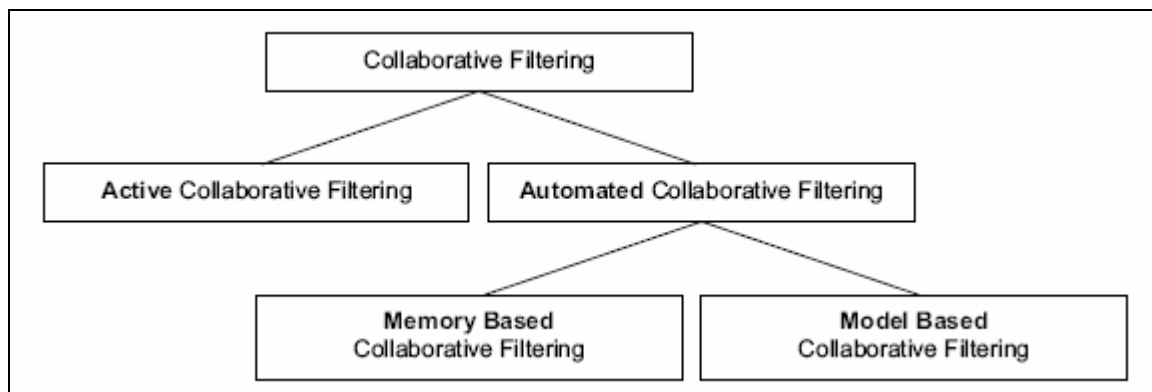 Collaborative Filtering
Active Collaborative Filtering
Automated Collaborative Filtering
Memory Based
Collaborative Filtering
Model Based
Collaborative Filtering